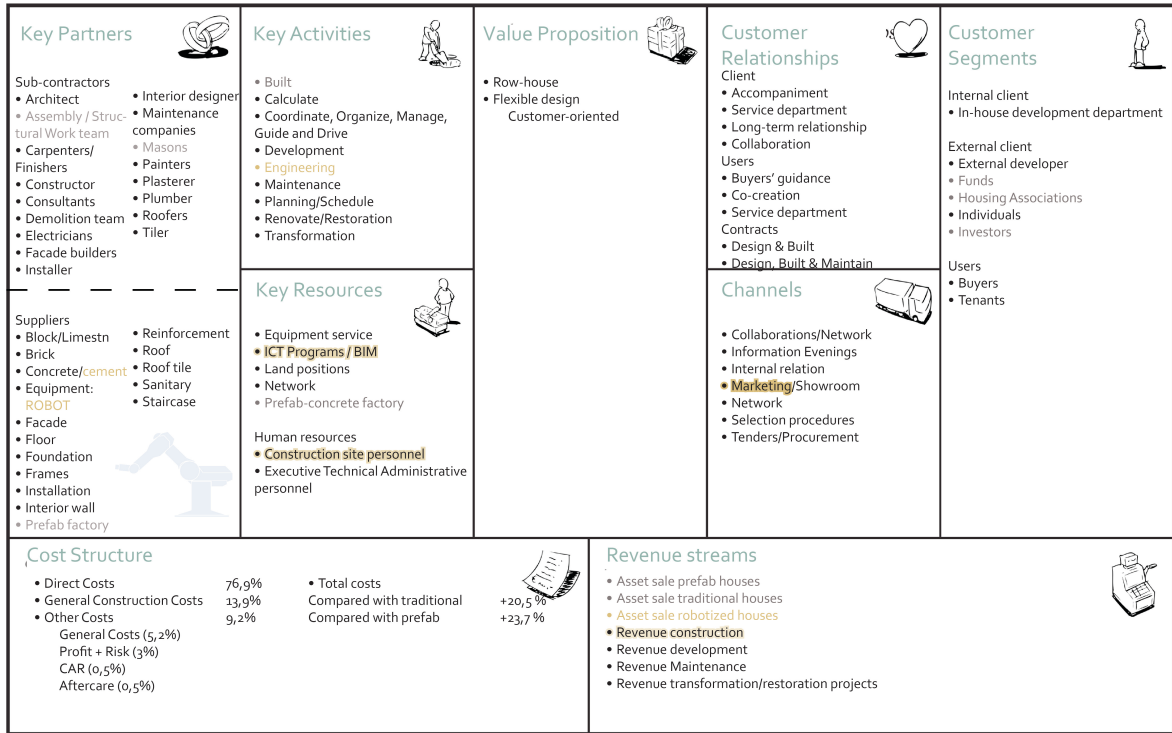 Key Partners
Sub-contractors
• Architect
• Assembly / Struc-
tural Work team
• Carpenters/
Finishers
• Constructor
• Consultants
• Demolition team
• Electricians
• Facade builders
• Installer
• Interior designer
• Maintenance
companies
• Masons
• Painters
• Plasterer
• Plumber
• Roofers
• Tiler
Suppliers
• Block/Limestn
• Brick
• Concrete/cement
• Equipment:
ROBOT
• Facade
• Floor
• Foundation
• Frames
• Installation
• Interior wall
• Prefab factory
• Reinforcement
• Roof
• Roof tile
• Sanitary
• Staircase
Key Activities
• Built
• Calculate
• Coordinate, Organize, Manage,
Guide and Drive
• Development
• Engineering
• Maintenance
• Planning/Schedule
• Renovate/Restoration
• Transformation
Key Resources
• Equipment service
• ICT Programs / BIM
• Land positions
• Network
• Prefab-concrete factory
Human resources
• Construction site personnel
• Executive Technical Administrative
personnel
Value Proposition
• Row-house
• Flexible design
Customer-oriented
Customer
Relationships
Client
• Accompaniment
• Service department
• Long-term relationship
• Collaboration
Users
• Buyers' guidance
• Co-creation
• Service department
Contracts
• Design & Built
• Design, Built & Maintain
Channels
• Collaborations/Network
• Information Evenings
• Internal relation
• Marketing/Showroom
• Network
• Selection procedures
• Tenders/Procurement
Customer
Segments
Internal client
• In-house development department
External client
• External developer
• Funds
• Housing Associations
• Individuals
• Investors
Users
• Buyers
• Tenants
Cost Structure
• Direct Costs 76,9%
• General Construction Costs 13,9%
• Other Costs 9,2%
General Costs (5,2%)
Profit + Risk (3%)
CAR (0,5%)
Aftercare (0,5%)
• Total costs
Compared with traditional +20,5 %
Compared with prefab +23,7 %
Revenue streams
• Asset sale prefab houses
• Asset sale traditional houses
• Asset sale robotized houses
• Revenue construction
• Revenue development
• Revenue Maintenance
• Revenue transformation/restoration projects